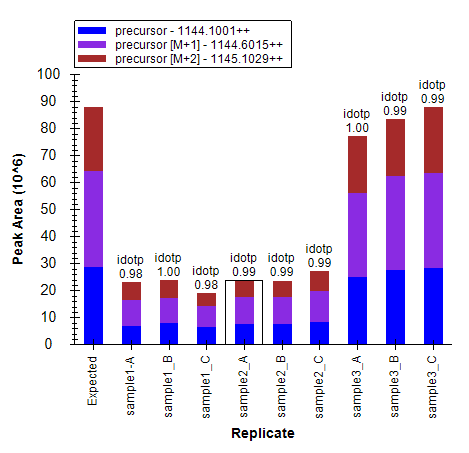 precursor - 1144.1001++
precursor [M+1] - 1144.6015++
precursor [M+2] - 1145.1029++
Peak Area (10^6)
100
90
80
70
60
50
40
30
20
10
0
idotp
0.98
idotp
1.00
idotp
0.98
idotp
0.99
idotp
0.99
idotp
0.99
idotp
1.00
idotp
0.99
idotp
0.99
Expected
sample1-A
sample1_B
sample1_C
sample2_A
sample2_B
sample2_C
sample3_A
sample3_B
sample3_C
Replicate